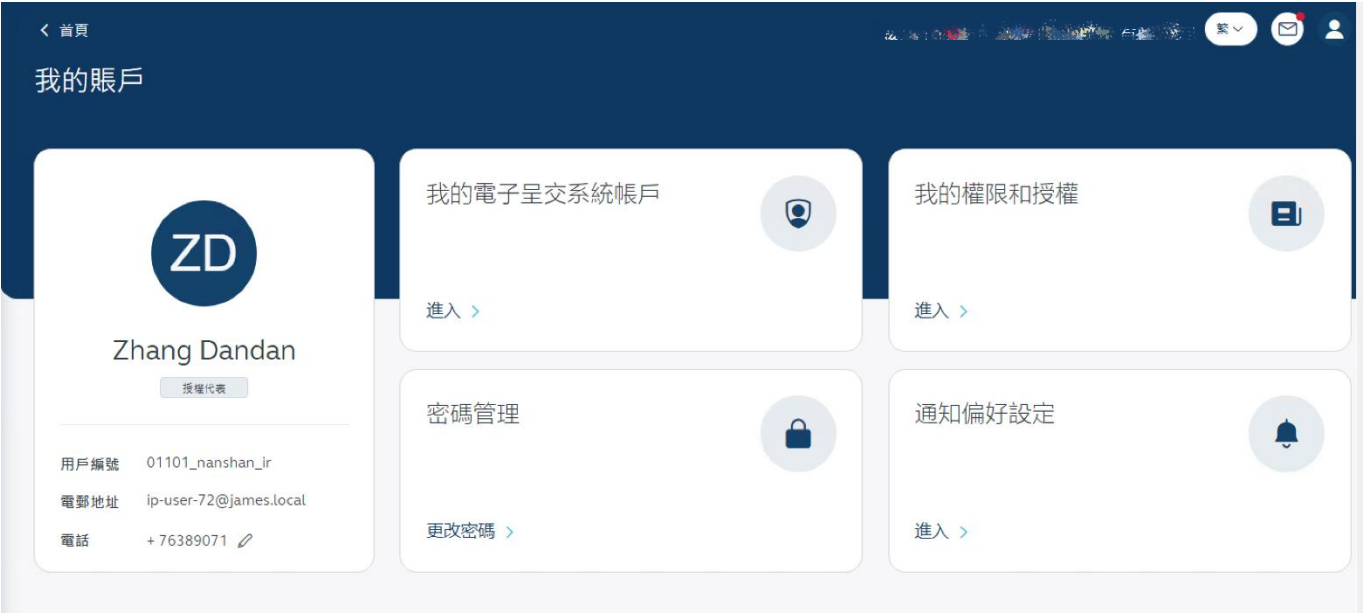 首頁
繁
我的賬戶
ZD
Zhang Dandan
授權代表
用戶編號 01101_nanshan_ir
電郵地址 ip-user-72@james.local
電話 + 76389071
我的電子呈交系統帳戶
進入
我的權限和授權
進入
密碼管理
更改密碼
通知偏好設定
進入